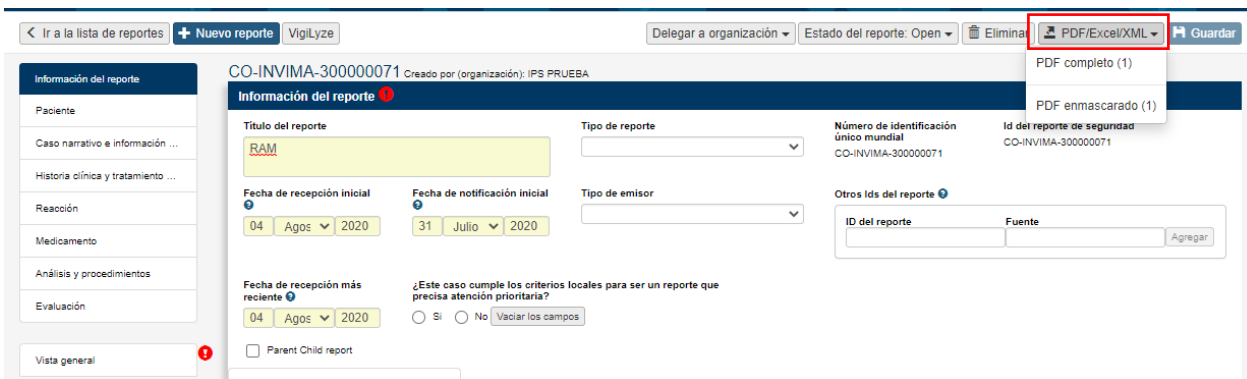 Ir a la lista de reportes
Nuevo reporte
VigiLyze
Delegar a organización
Estado del reporte: Open
Eliminar
PDF/Excel/XML
Guardar
PDF completo (1)
PDF enmascarado (1)
Información del reporte
Paciente
Caso narrativo e información ...
Historia clínica y tratamiento ...
Reacción
Medicamento
Análisis y procedimientos
Evaluación
Vista general
CO-INVIMA-300000071 Creado por (organización): IPS PRUEBA
Información del reporte
Título del reporte
RAM
Tipo de reporte
Número de identificación
único mundial
CO-INVIMA-300000071
Id del reporte de seguridad
CO-INVIMA-300000071
Fecha de recepción inicial
04 Agos 2020
Fecha de notificación inicial
31 Julio 2020
Tipo de emisor
Otros Ids del reporte
ID del reporte
Fuente
Agregar
Fecha de recepción más
reciente
04 Agos 2020
¿Este caso cumple los criterios locales para ser un reporte que
precisa atención prioritaria?
Si No Vaciar los campos
Parent Child report